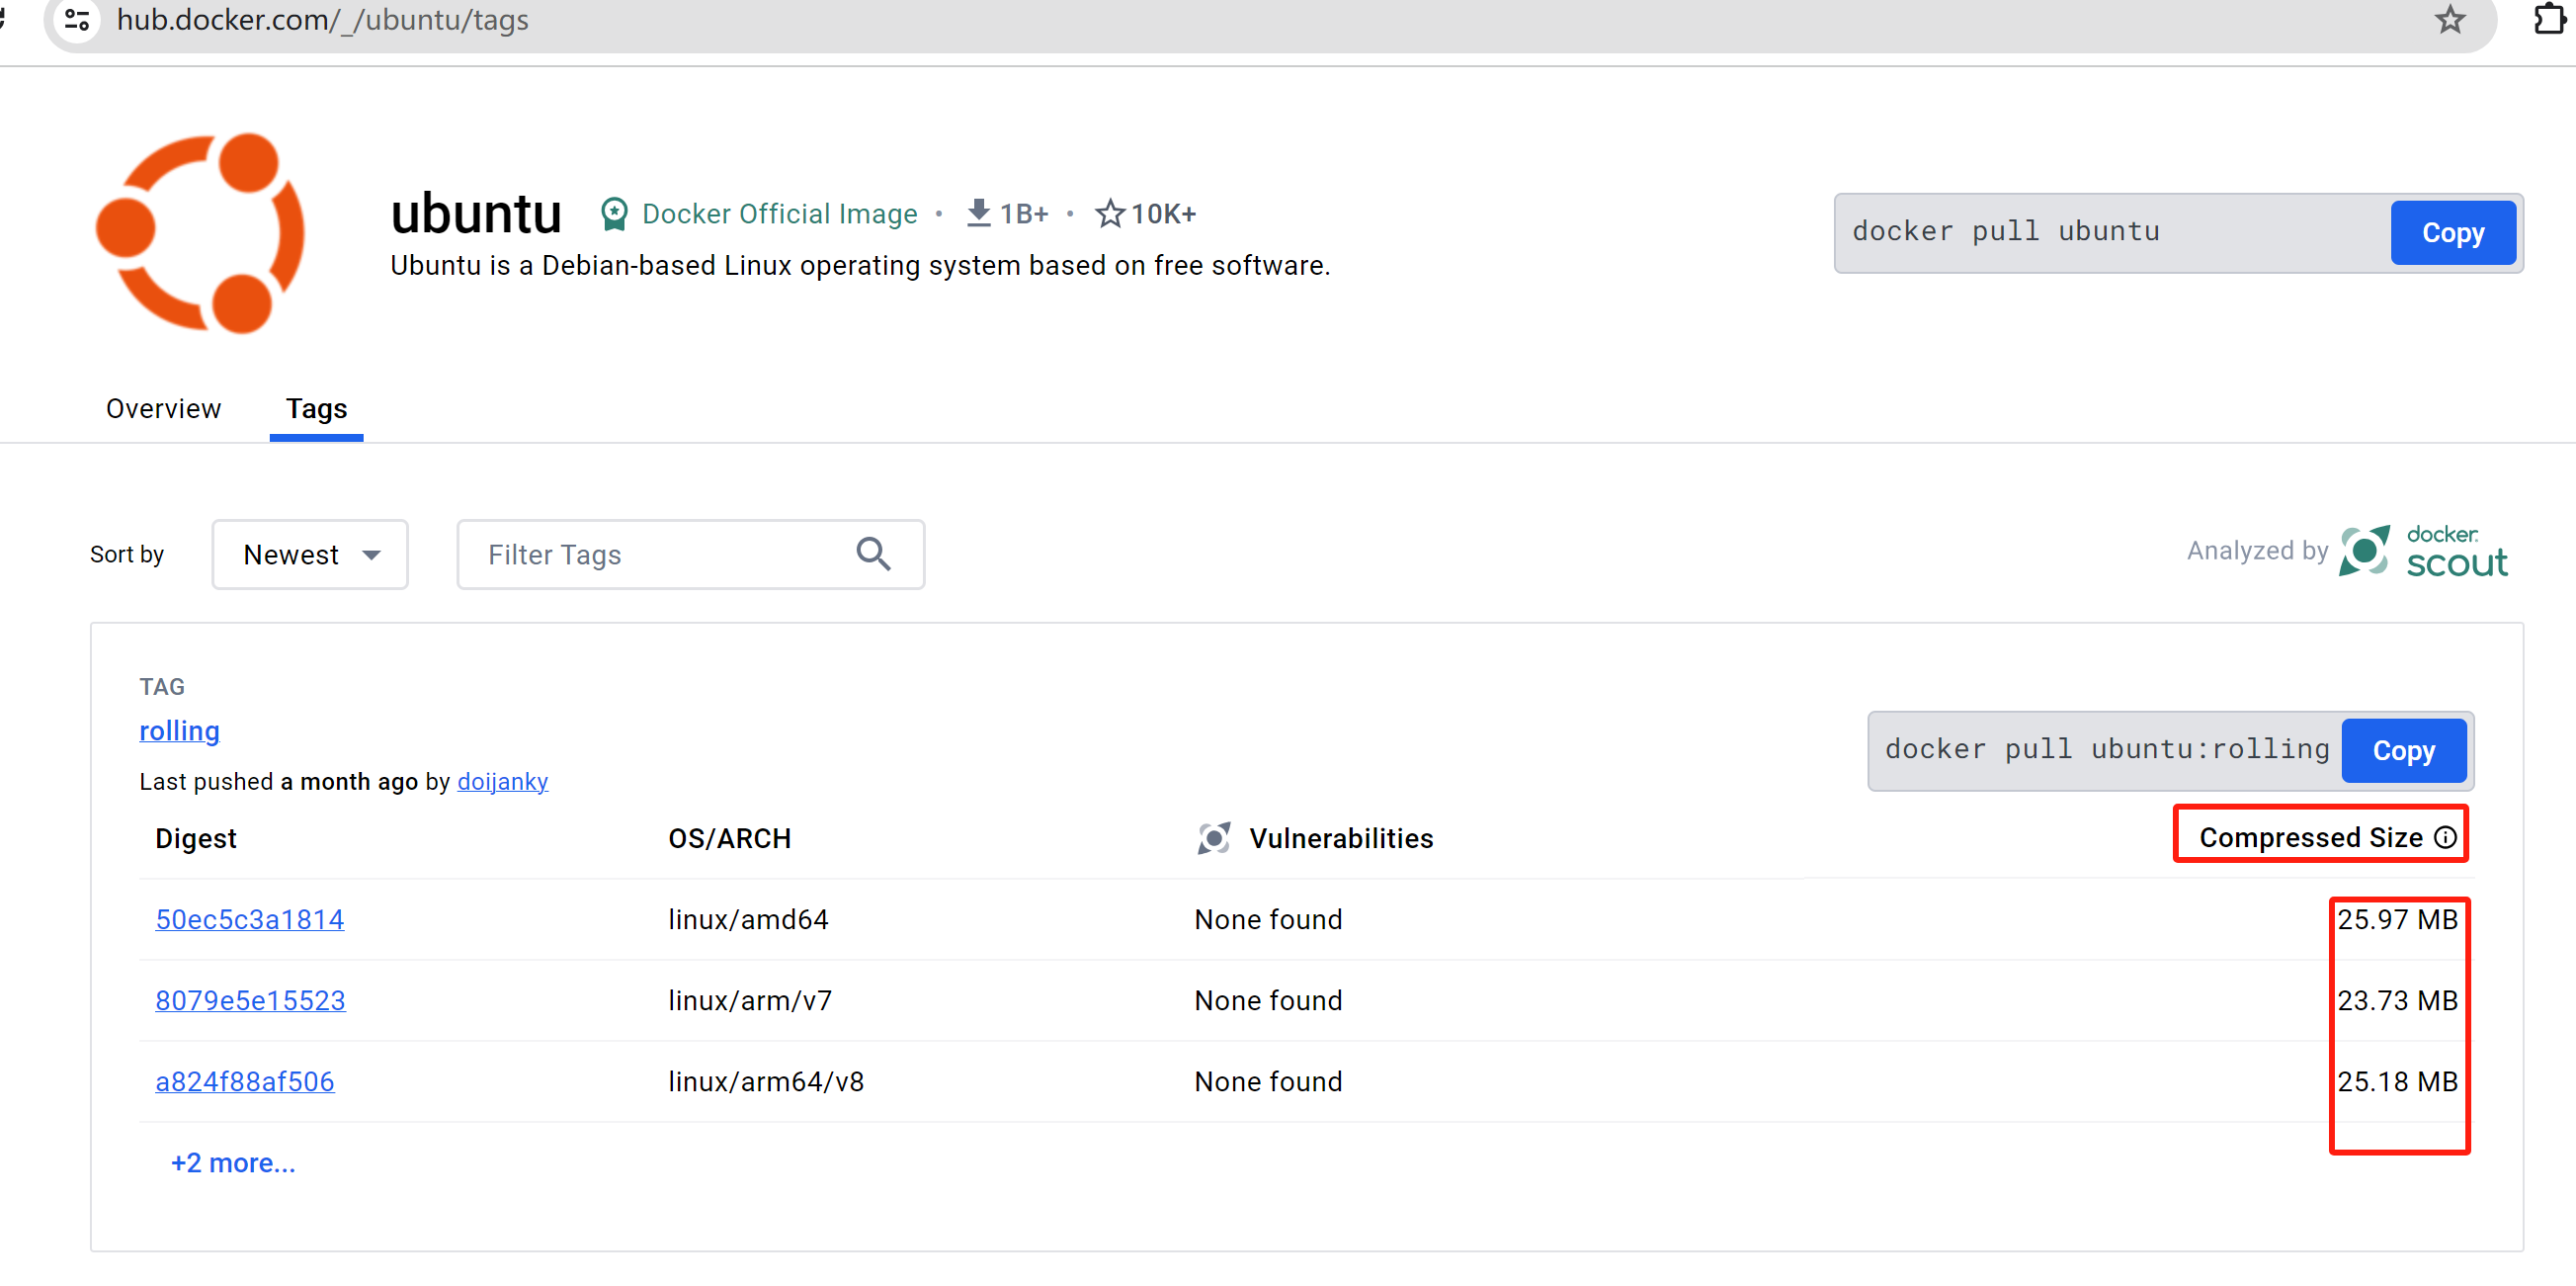 hub.docker.com/_/ubuntu/tags
ubuntu Docker Official Image • 1B+ • 10K+
Ubuntu is a Debian-based Linux operating system based on free software.
docker pull ubuntu Copy
Overview Tags
Sort by Newest Filter Tags Analyzed by docker scout
TAG
rolling
docker pull ubuntu:rolling Copy
Last pushed a month ago by doijanky
Digest OS/ARCH Vulnerabilities Compressed Size
50ec5c3a1814 linux/amd64 None found 25.97 MB
8079e5e15523 linux/arm/v7 None found 23.73 MB
a824f88af506 linux/arm64/v8 None found 25.18 MB
+2 more...